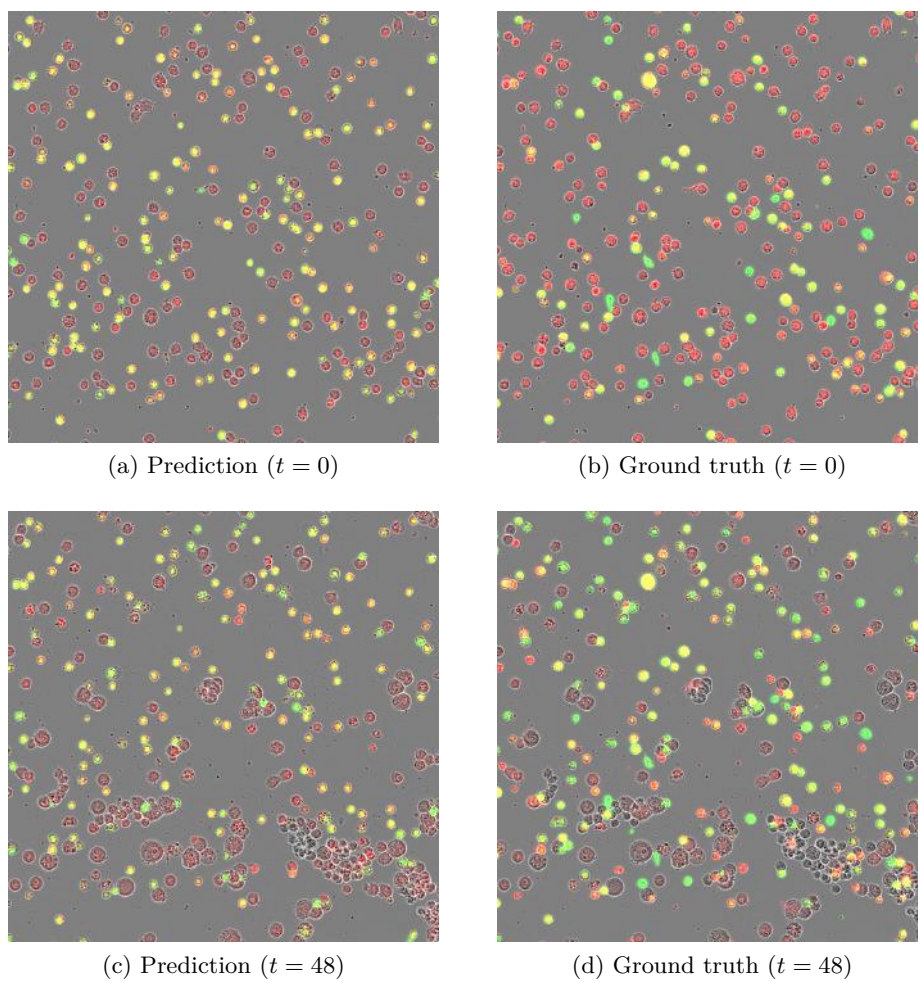 (a) Prediction (t = 0)
(b) Ground truth (t = 0)
(c) Prediction (t = 48)
(d) Ground truth (t = 48)